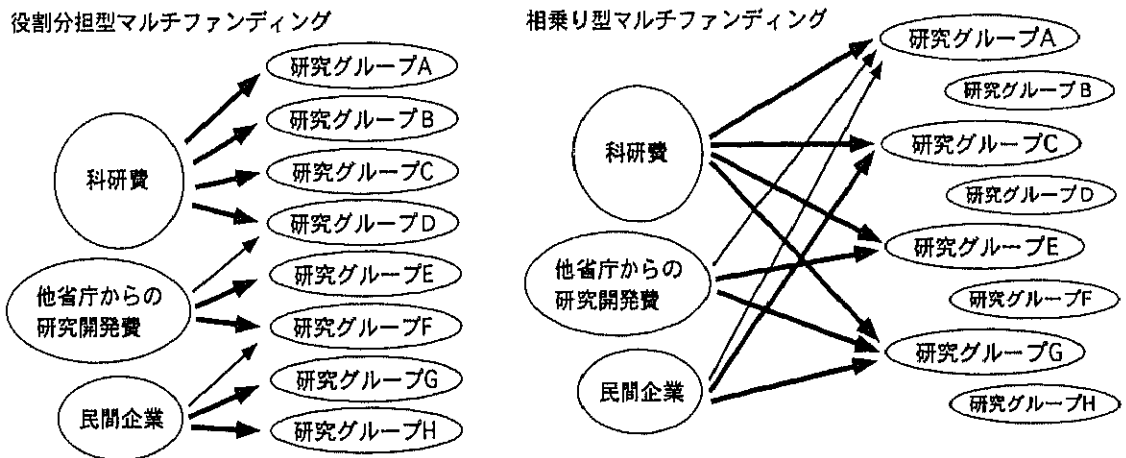 役割分担型マルチファンディング
研究グループA
研究グループB
研究グループC
研究グループD
研究グループE
研究グループF
研究グループG
研究グループH
科研費
他省庁からの
研究開発費
民間企業
相乗り型マルチファンディング
研究グループA
研究グループB
研究グループC
研究グループD
研究グループE
研究グループF
研究グループG
研究グループH
科研費
他省庁からの
研究開発費
民間企業